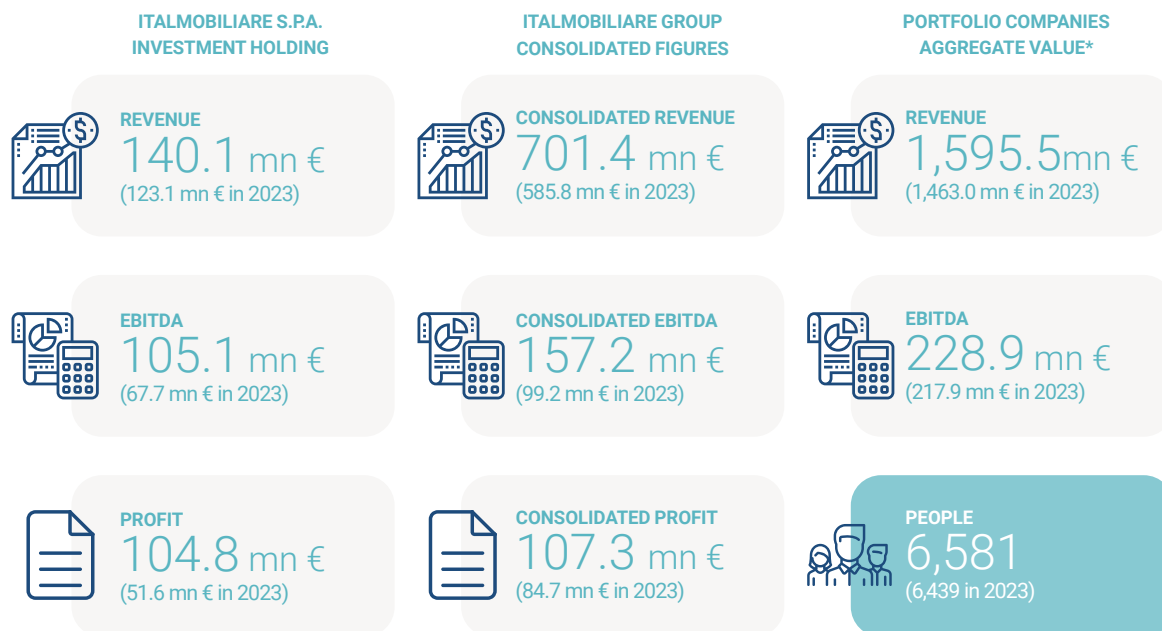 ITALMOBILIARE S.P.A.
INVESTMENT HOLDING
REVENUE
140.1 mn €
(123.1 mn € in 2023)
EBITDA
105.1 mn €
(67.7 mn € in 2023)
PROFIT
104.8 mn €
(51.6 mn € in 2023)
ITALMOBILIARE GROUP
CONSOLIDATED FIGURES
CONSOLIDATED REVENUE
701.4 mn €
(585.8 mn € in 2023)
CONSOLIDATED EBITDA
157.2 mn €
(99.2 mn € in 2023)
CONSOLIDATED PROFIT
107.3 mn €
(84.7 mn € in 2023)
PORTFOLIO COMPANIES
AGGREGATE VALUE*
REVENUE
1,595.5mn €
(1,463.0 mn € in 2023)
EBITDA
228.9 mn €
(217.9 mn € in 2023)
PEOPLE
6,581
(6,439 in 2023)